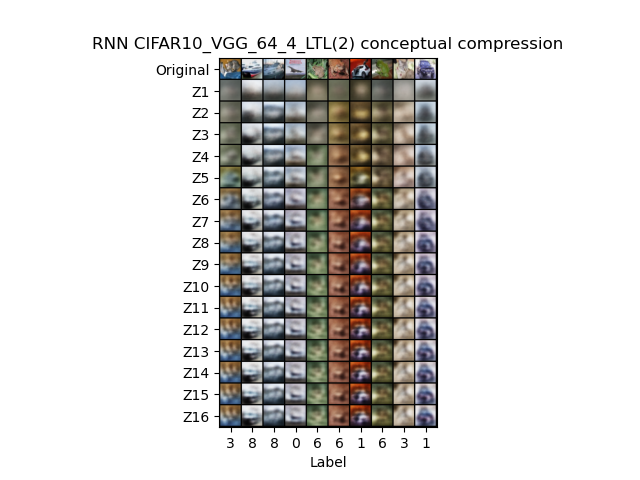 RNN CIFAR10_VGG_64_4_LTL(2) conceptual compression
Original
Z1
Z2
Z3
Z4
Z5
Z6
Z7
Z8
Z9
Z10
Z11
Z12
Z13
Z14
Z15
Z16
3 8 8 0 6 6 1 6 3 1
Label